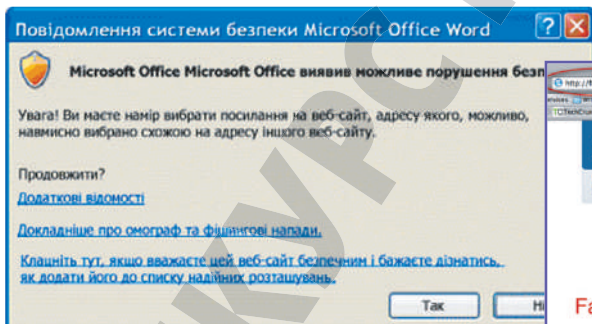 Повідомлення системи безпеки Microsoft Office Word
Microsoft Office Microsoft Office виявив можливе порушення безп
Увага! Ви маєте намір вибрати посилання на веб-сайт, адресу якого, можливо,
навмисно вибрано схожою на адресу іншого веб-сайту.
Продовжити?
Додаткові відомості
Докладніше про омограф та фішингові напади.
Клацніть тут, якщо вважаєте цей веб-сайт безпечним і бажаєте дізнатись,
як додати його до списку надійних розташувань.
Так
Ні
http://f
Fa